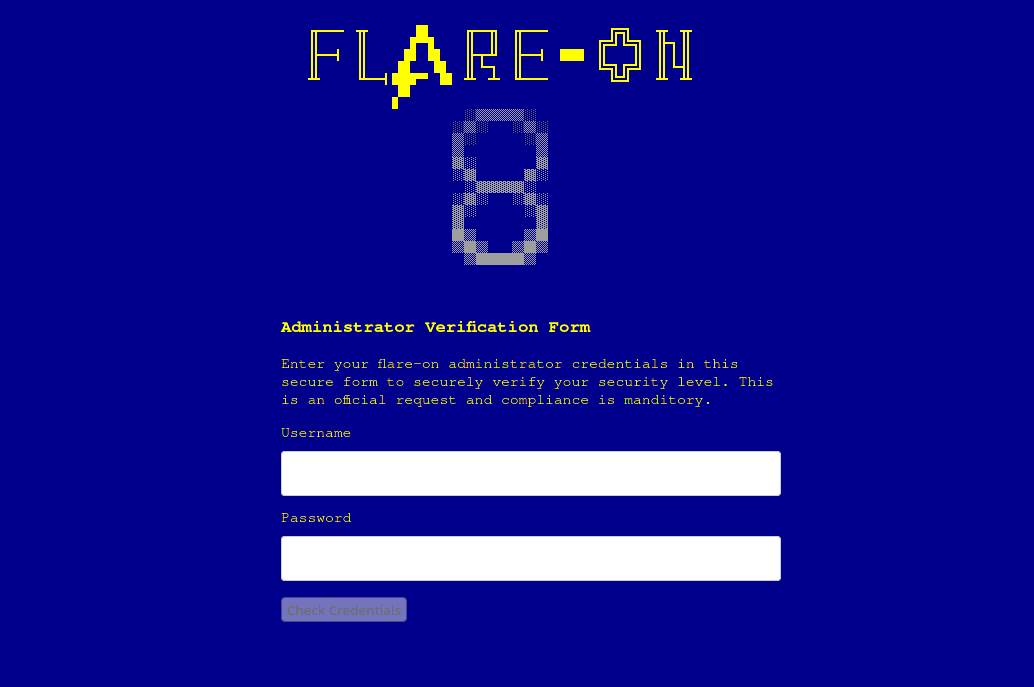 FLARE-ON
8
Administrator Verification Form
Enter your flare-on administrator credentials in this
secure form to securely verify your security level. This
is an official request and compliance is manditory.
Username
Password
Check Credentials